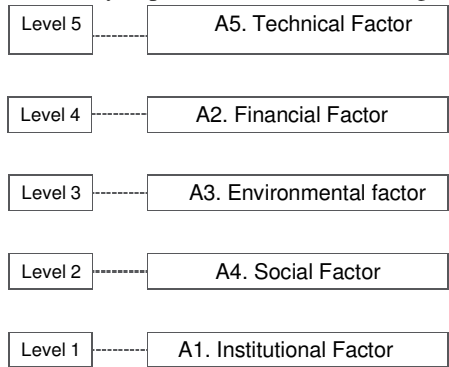 Level 5 A5. Technical Factor
Level 4 A2. Financial Factor
Level 3 A3. Environmental factor
Level 2 A4. Social Factor
Level 1 A1. Institutional Factor